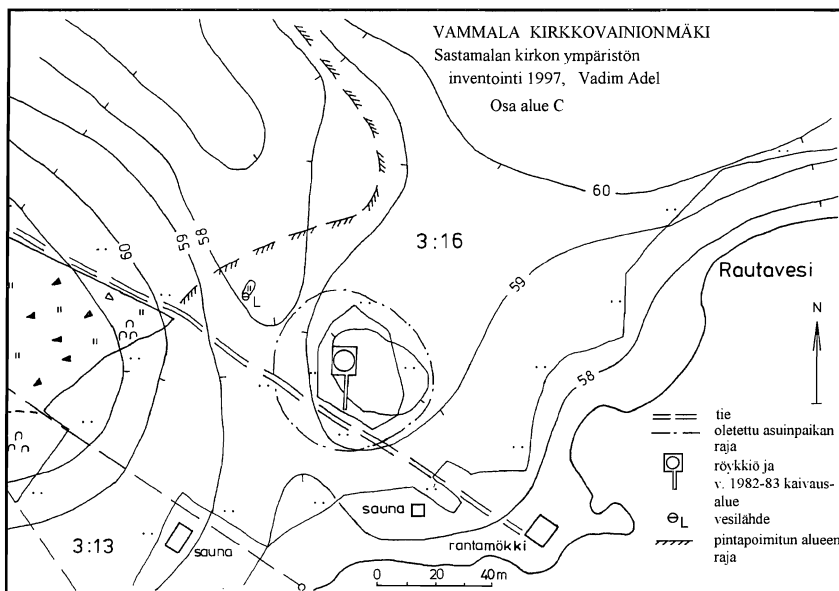 VAMMALA KIRKKOVAINIONMÄKI
Sastamalan kirkon ympäristön
inventointi 1997, Vadim Adel
Osa alue C
60
60
59
58
3:16
59
Rautavesi
N
L
58
tie
oletettu asuinpaikan
raja
röykkiö ja
v. 1982-83 kaivaus-
alue
L vesilähde
pintapoimitun alueen
raja
sauna
rantamökki
3:13
sauna
0 20 40m